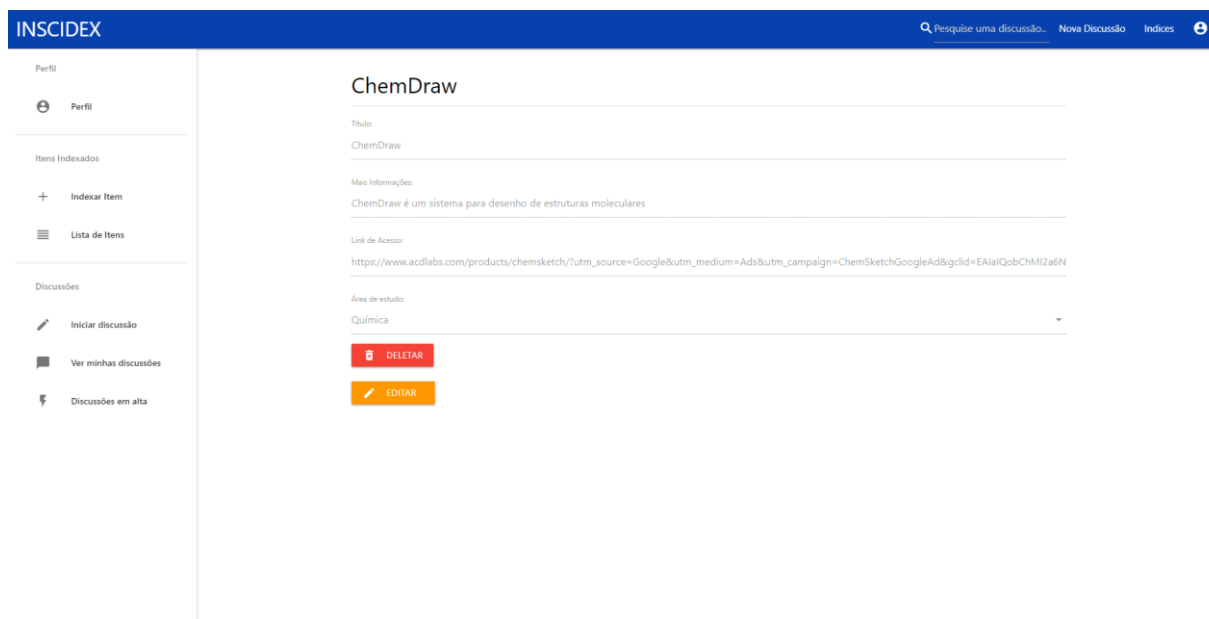 INSCIDEX
Pesquise uma discussão... Nova Discussão Indices
Perfil
Perfil
Itens Indexados
Indexar Item
Lista de Itens
Discussões
Iniciar discussão
Ver minhas discussões
Discussões em alta
ChemDraw
Título:
ChemDraw
Mais Informações:
ChemDraw é um sistema para desenho de estruturas moleculares
Link de Acesso:
https://www.acdlabs.com/products/chemsketch/?utm_source=Google&utm_medium=Ads&utm_campaign=ChemSketchGoogleAd&gclid=EAIaIQobChMI2a6N
Área de estudo:
Química
DELETAR
EDITAR